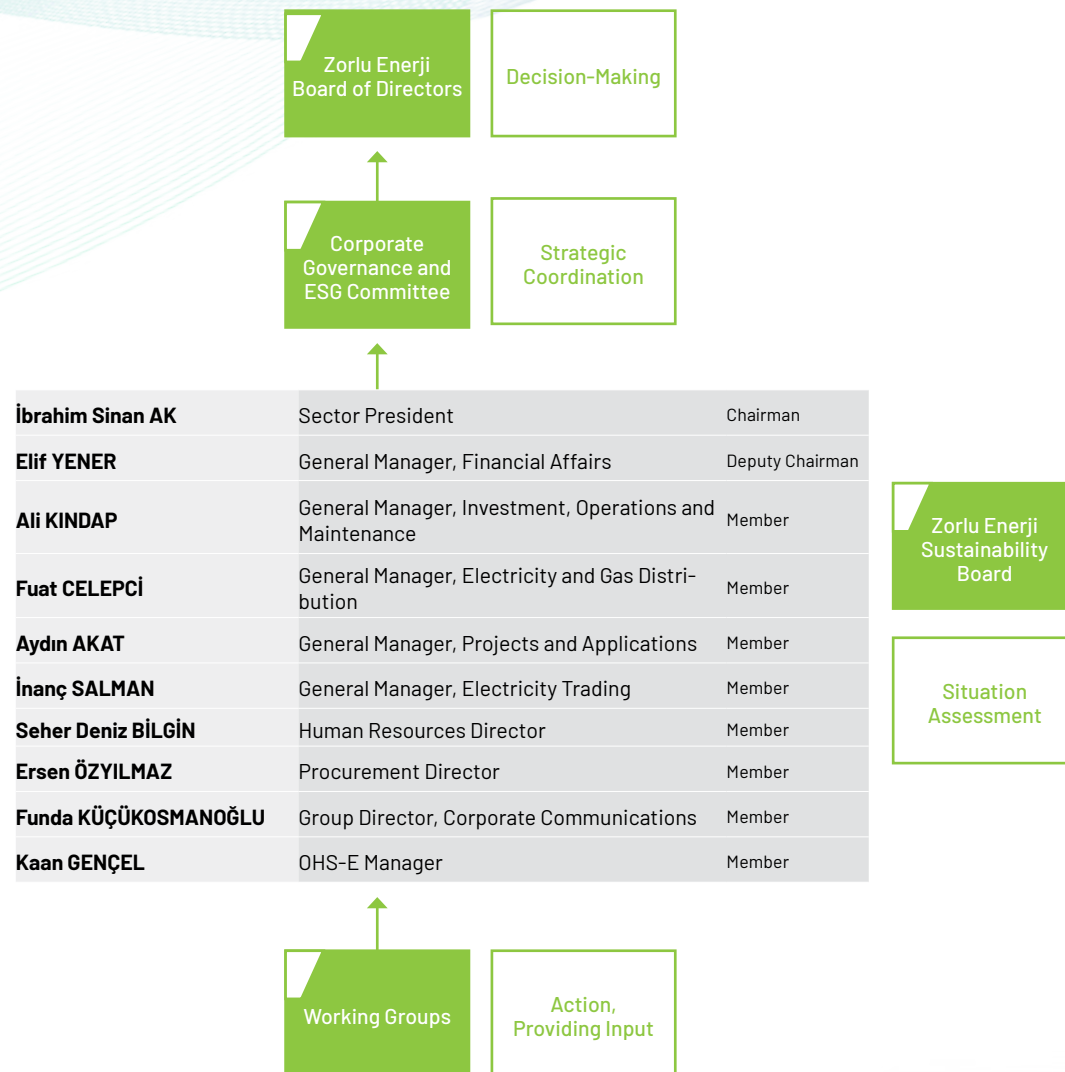 Zorlu Enerji
Board of Directors
Decision-Making
Corporate
Governance and
ESG Committee
Strategic
Coordination
İbrahim Sinan AK Sector President Chairman
Elif YENER General Manager, Financial Affairs Deputy Chairman
Ali KINDAP General Manager, Investment, Operations and Member
Maintenance
Fuat CELEPCİ General Manager, Electricity and Gas Distri- Member
bution
Aydın AKAT General Manager, Projects and Applications Member
İnanç SALMAN General Manager, Electricity Trading Member
Seher Deniz BİLGİN Human Resources Director Member
Ersen ÖZYILMAZ Procurement Director Member
Funda KÜÇÜKOSMANOĞLU Group Director, Corporate Communications Member
Kaan GENÇEL OHS-E Manager Member
Zorlu Enerji
Sustainability
Board
Situation
Assessment
Working Groups
Action,
Providing Input